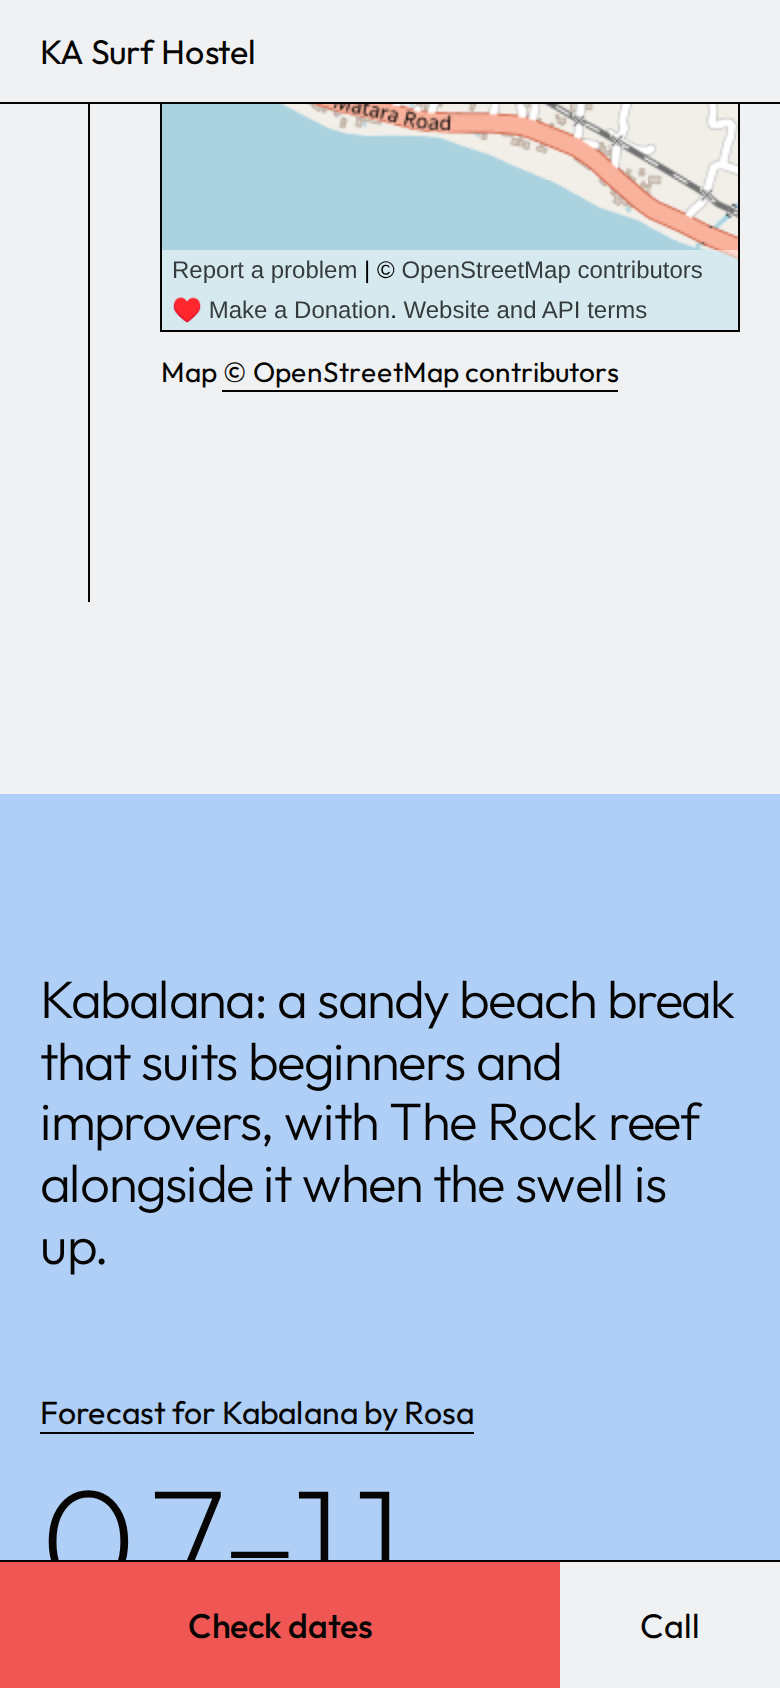 KA Surf Hostel
Matara Road
Report a problem | © OpenStreetMap contributors
❤️ Make a Donation. Website and API terms
Map © OpenStreetMap contributors
Kabalana: a sandy beach break
that suits beginners and
improvers, with The Rock reef
alongside it when the swell is
up.
Forecast for Kabalana by Rosa
07–11
Check dates
Call